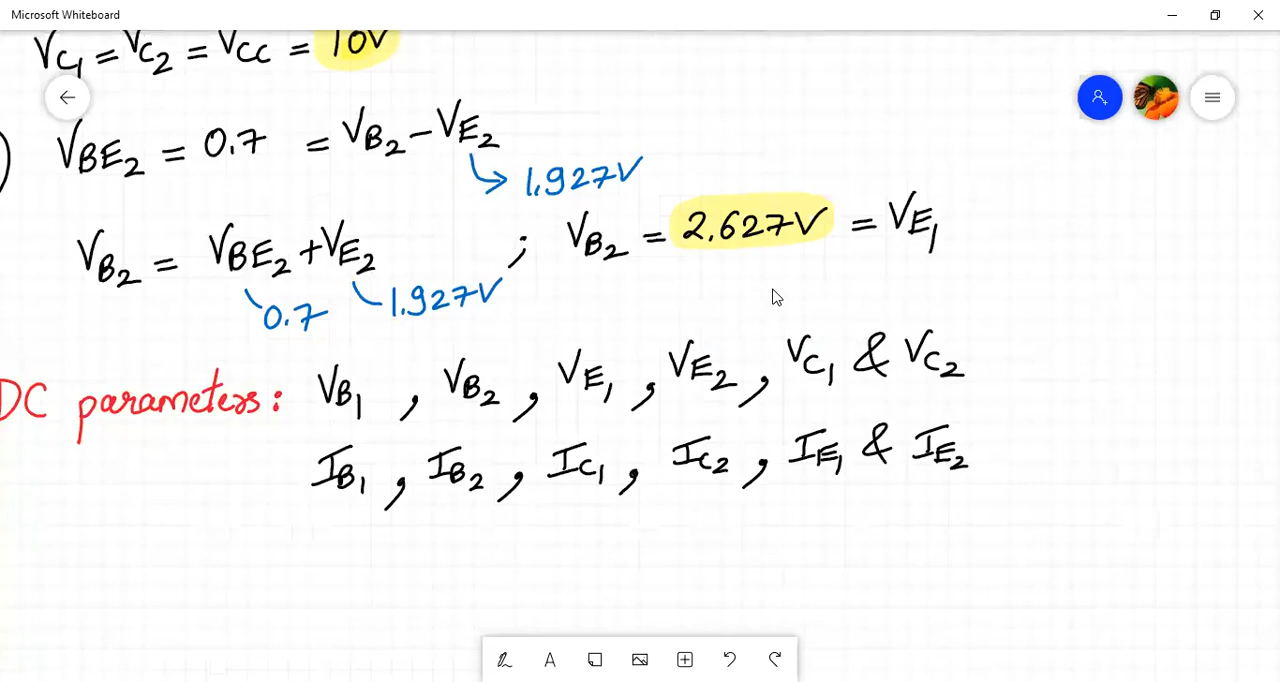 Microsoft Whiteboard
VC1 = VC2 = VCC = 10V
) VBE2 = 0.7 = VB2 - VE2
1.927V
VB2 = VBE2 + VE2 ; VB2 = 2.627V = VE1
0.7 1.927V
DC parameters: VB1, VB2, VE1, VE2, VC1 & VC2
IB1, IB2, IC1, IC2, IE1 & IE2